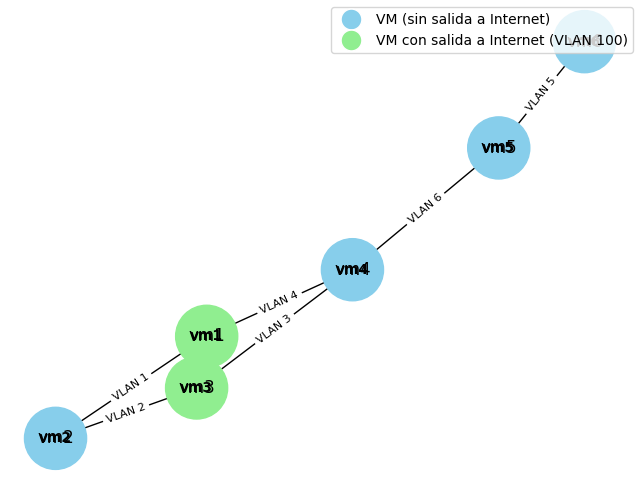 VM (sin salida a Internet)
VM con salida a Internet (VLAN 100)
VLAN 5
vm5
VLAN 6
vm4
VLAN 4
VLAN 3
vm1
VLAN 1
vm3
VLAN 2
vm2